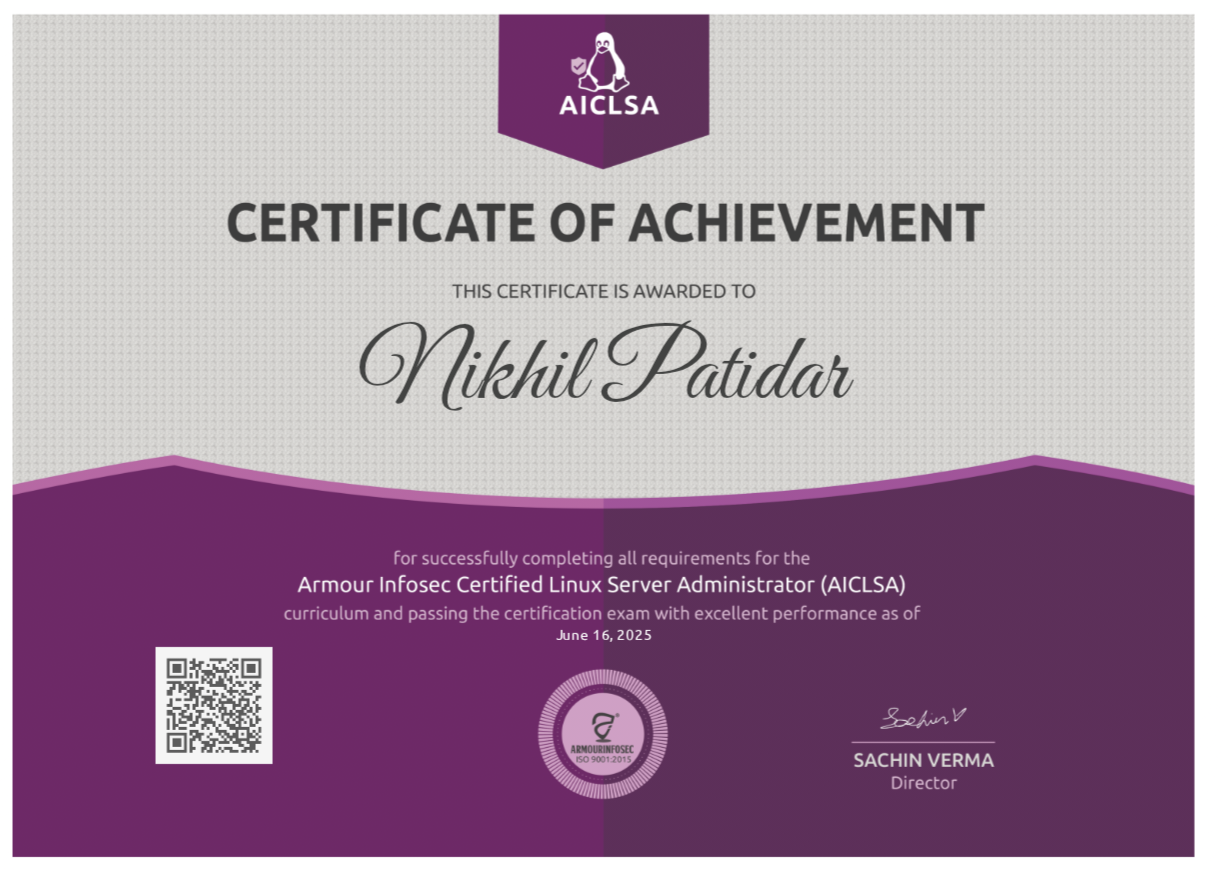 AICLSA
CERTIFICATE OF ACHIEVEMENT
THIS CERTIFICATE IS AWARDED TO
Nikhil Patidar
for successfully completing all requirements for the
Armour Infosec Certified Linux Server Administrator (AICLSA)
curriculum and passing the certification exam with excellent performance as of
June 16, 2025
ARMOURINFOSEC
ISO 9001:2015
Sachin V
SACHIN VERMA
Director